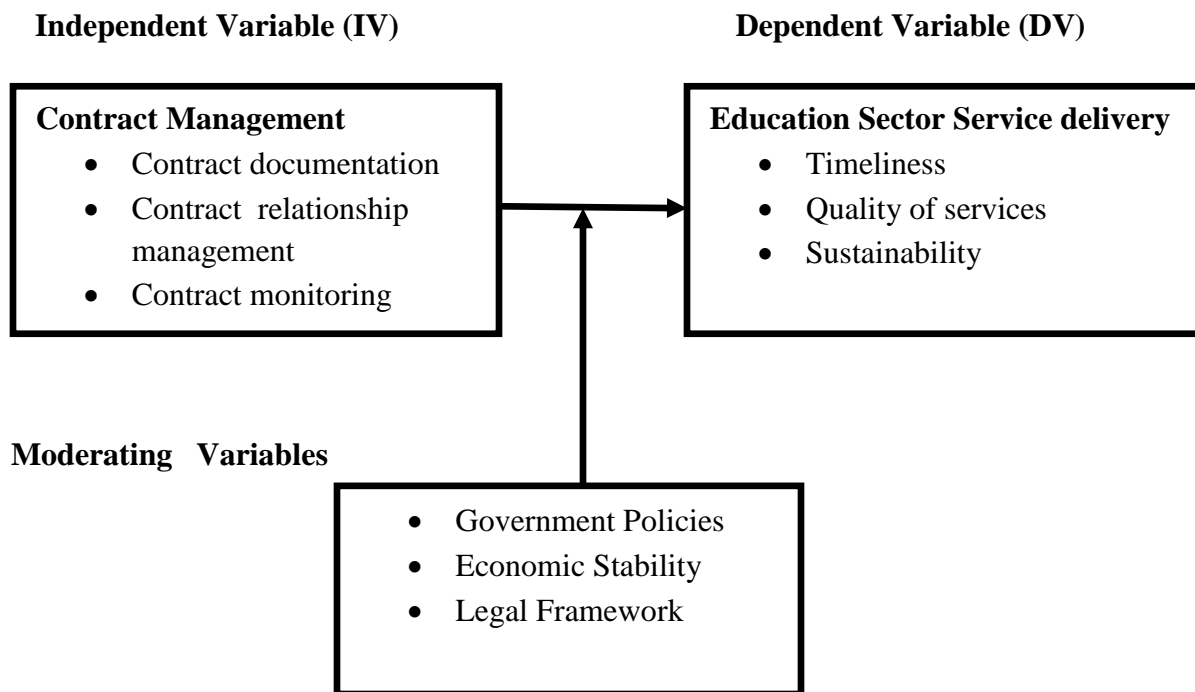 Independent Variable (IV)
Dependent Variable (DV)
Contract Management
• Contract documentation
• Contract relationship
management
• Contract monitoring
Education Sector Service delivery
• Timeliness
• Quality of services
• Sustainability
Moderating Variables
• Government Policies
• Economic Stability
• Legal Framework